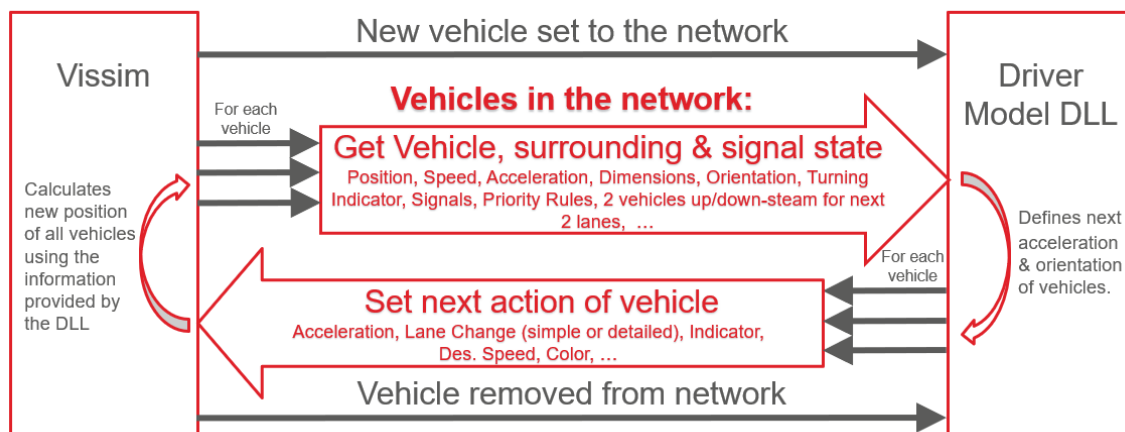 New vehicle set to the network
Vissim
Driver
Model DLL
Vehicles in the network:
For each
vehicle
Get Vehicle, surrounding & signal state
Position, Speed, Acceleration, Dimensions, Orientation, Turning
Indicator, Signals, Priority Rules, 2 vehicles up/down-steam for next
2 lanes, …
Calculates
new position
of all vehicles
using the
information
provided by
the DLL
Defines next
acceleration
& orientation
of vehicles.
For each
vehicle
Set next action of vehicle
Acceleration, Lane Change (simple or detailed), Indicator,
Des. Speed, Color, …
Vehicle removed from network